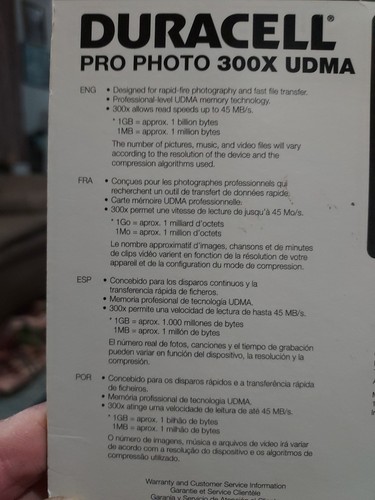 DURACELL®
PRO PHOTO 300X UDMA
ENG • Designed for rapid-fire photography and fast file transfer.
• Professional-level UDMA memory technology.
• 300x allows read speeds up to 45 MB/s.
* 1GB = approx. 1 billion bytes
1MB = approx. 1 million bytes
The number of pictures, music, and video files will vary
according to the resolution of the device and the
compression algorithms used.
FRA • Conçues pour les photographes professionnels qui
recherchent un outil de transfert de données rapide.
• Carte mémoire UDMA professionnelle.
• 300x permet une vitesse de lecture de jusqu'à 45 Mo/s.
* 1Go = approx. 1 milliard d'octets
1Mo = approx. 1 million d'octets
Le nombre approximatif d'images, chansons et de minutes
de clips vidéo varient en fonction de la résolution de votre
appareil et de la configuration du mode de compression.
ESP • Concebido para los disparos continuos y la
transferencia rápida de ficheros.
• Memoria profesional de tecnología UDMA.
• 300x permite una velocidad de lectura de hasta 45 MB/s.
* 1GB = aprox. 1.000 millones de bytes
1MB = aprox. 1 millón de bytes
El número real de fotos, canciones y el tiempo de grabación
pueden variar en función del dispositivo, la resolución y la
compresión.
POR • Concebido para os disparos rápidos e a transferência rápida
de ficheiros.
• Memória profissional de tecnologia UDMA.
• 300x atinge uma velocidade de leitura de até 45 MB/s.
* 1GB = aprox. 1 bilhão de bytes
1MB = aprox. 1 milhão de bytes
O número de imagens, música e arquivos de vídeo irá variar
de acordo com a resolução do dispositivo e os algoritmos de
compressão utilizado.
Warranty and Customer Service Information
Garantie et Service Clientèle